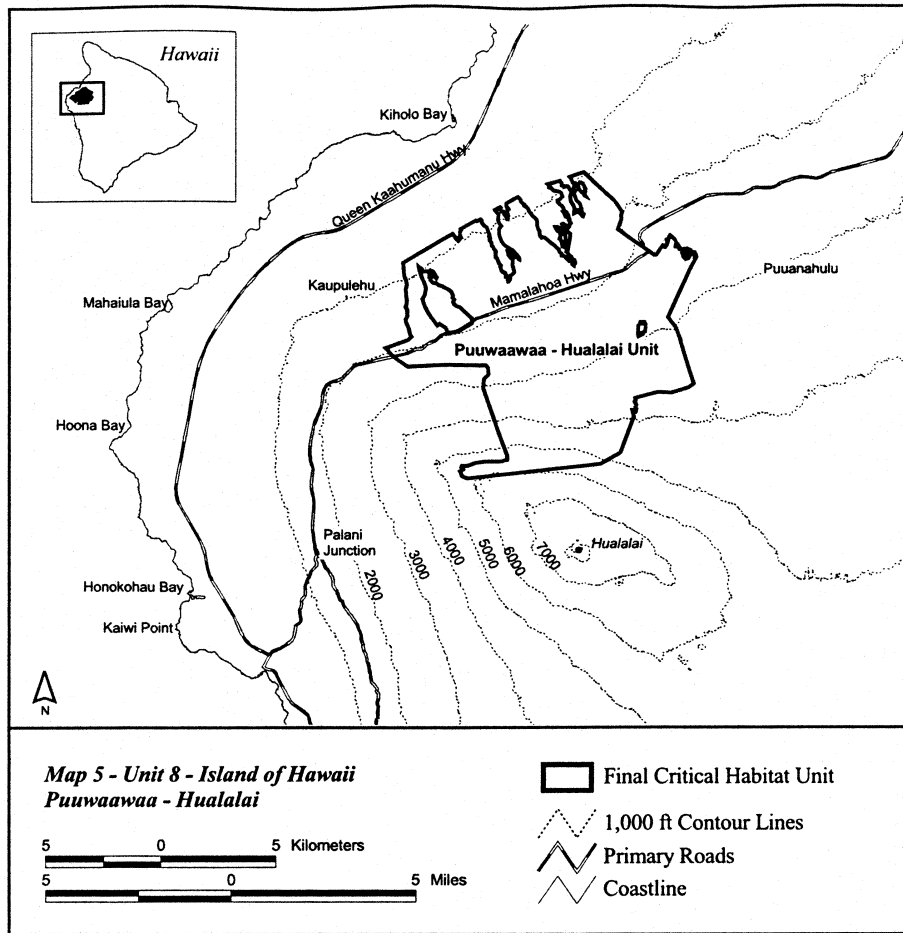 Hawaii
Kiholo Bay
Queen Kaahumanu Hwy
Kaupulehu
Mamalahoa Hwy
Puuanahulu
Mahaiula Bay
Puuwaawaa - Hualalai Unit
Hoona Bay
Palani
Junction
2000
3000
4000
5000
6000
7000
Hualalai
Honokohau Bay
Kaiwi Point
N
Map 5 - Unit 8 - Island of Hawaii
Puuwaawaa - Hualalai
5 0 5 Kilometers
5 0 5 Miles
Final Critical Habitat Unit
1,000 ft Contour Lines
Primary Roads
Coastline